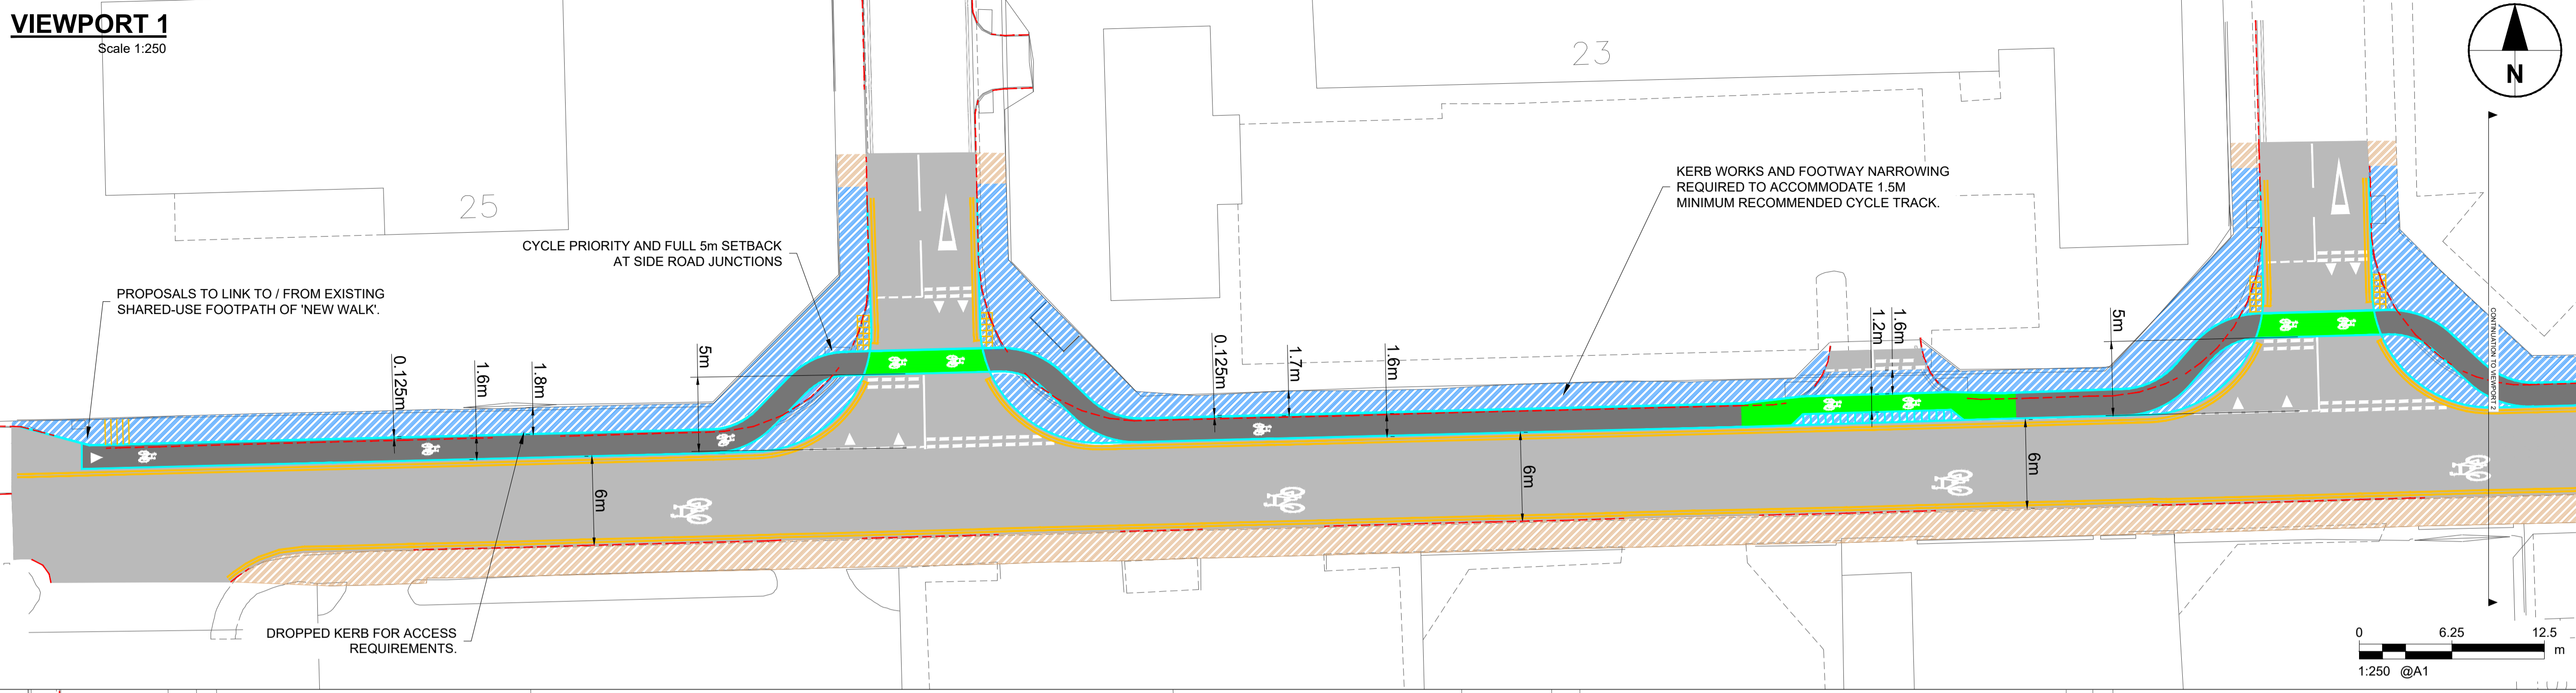 VIEWPORT 1
Scale 1:250
25
23
N
PROPOSALS TO LINK TO / FROM EXISTING
SHARED-USE FOOTPATH OF 'NEW WALK'.
CYCLE PRIORITY AND FULL 5m SETBACK
AT SIDE ROAD JUNCTIONS
KERB WORKS AND FOOTWAY NARROWING
REQUIRED TO ACCOMMODATE 1.5M
MINIMUM RECOMMENDED CYCLE TRACK.
0.125m
1.6m
1.8m
5m
6m
0.125m
1.7m
1.6m
6m
1.2m
1.6m
5m
6m
CONTINUATION TO VIEWPORT 2
DROPPED KERB FOR ACCESS
REQUIREMENTS.
0 6.25 12.5
m
1:250 @A1